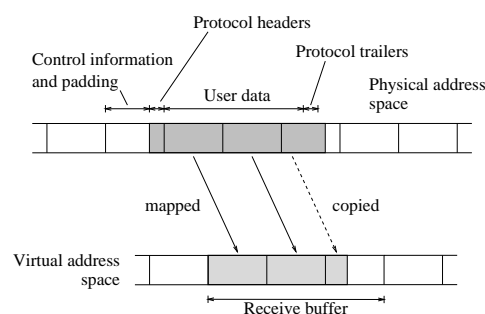 Protocol headers
Control information
and padding
Protocol trailers
User data
Physical address
space
mapped
copied
Virtual address
space
Receive buffer